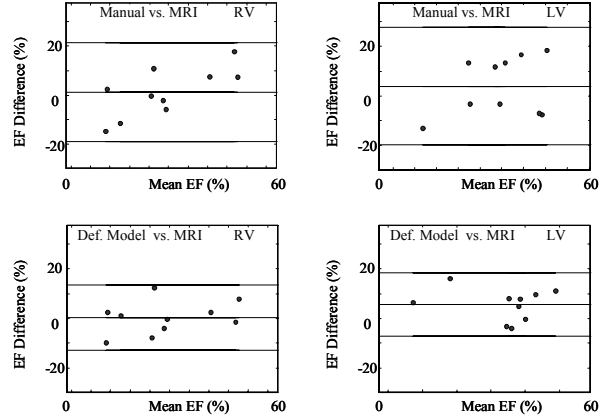 Manual vs. MRI RV
EF Difference (%)
20
0
-20
0 Mean EF (%) 60
Manual vs. MRI LV
EF Difference (%)
20
0
-20
0 Mean EF (%) 60
Def. Model vs. MRI RV
EF Difference (%)
20
0
-20
0 Mean EF (%) 60
Def. Model vs. MRI LV
EF Difference (%)
20
0
-20
0 Mean EF (%) 60